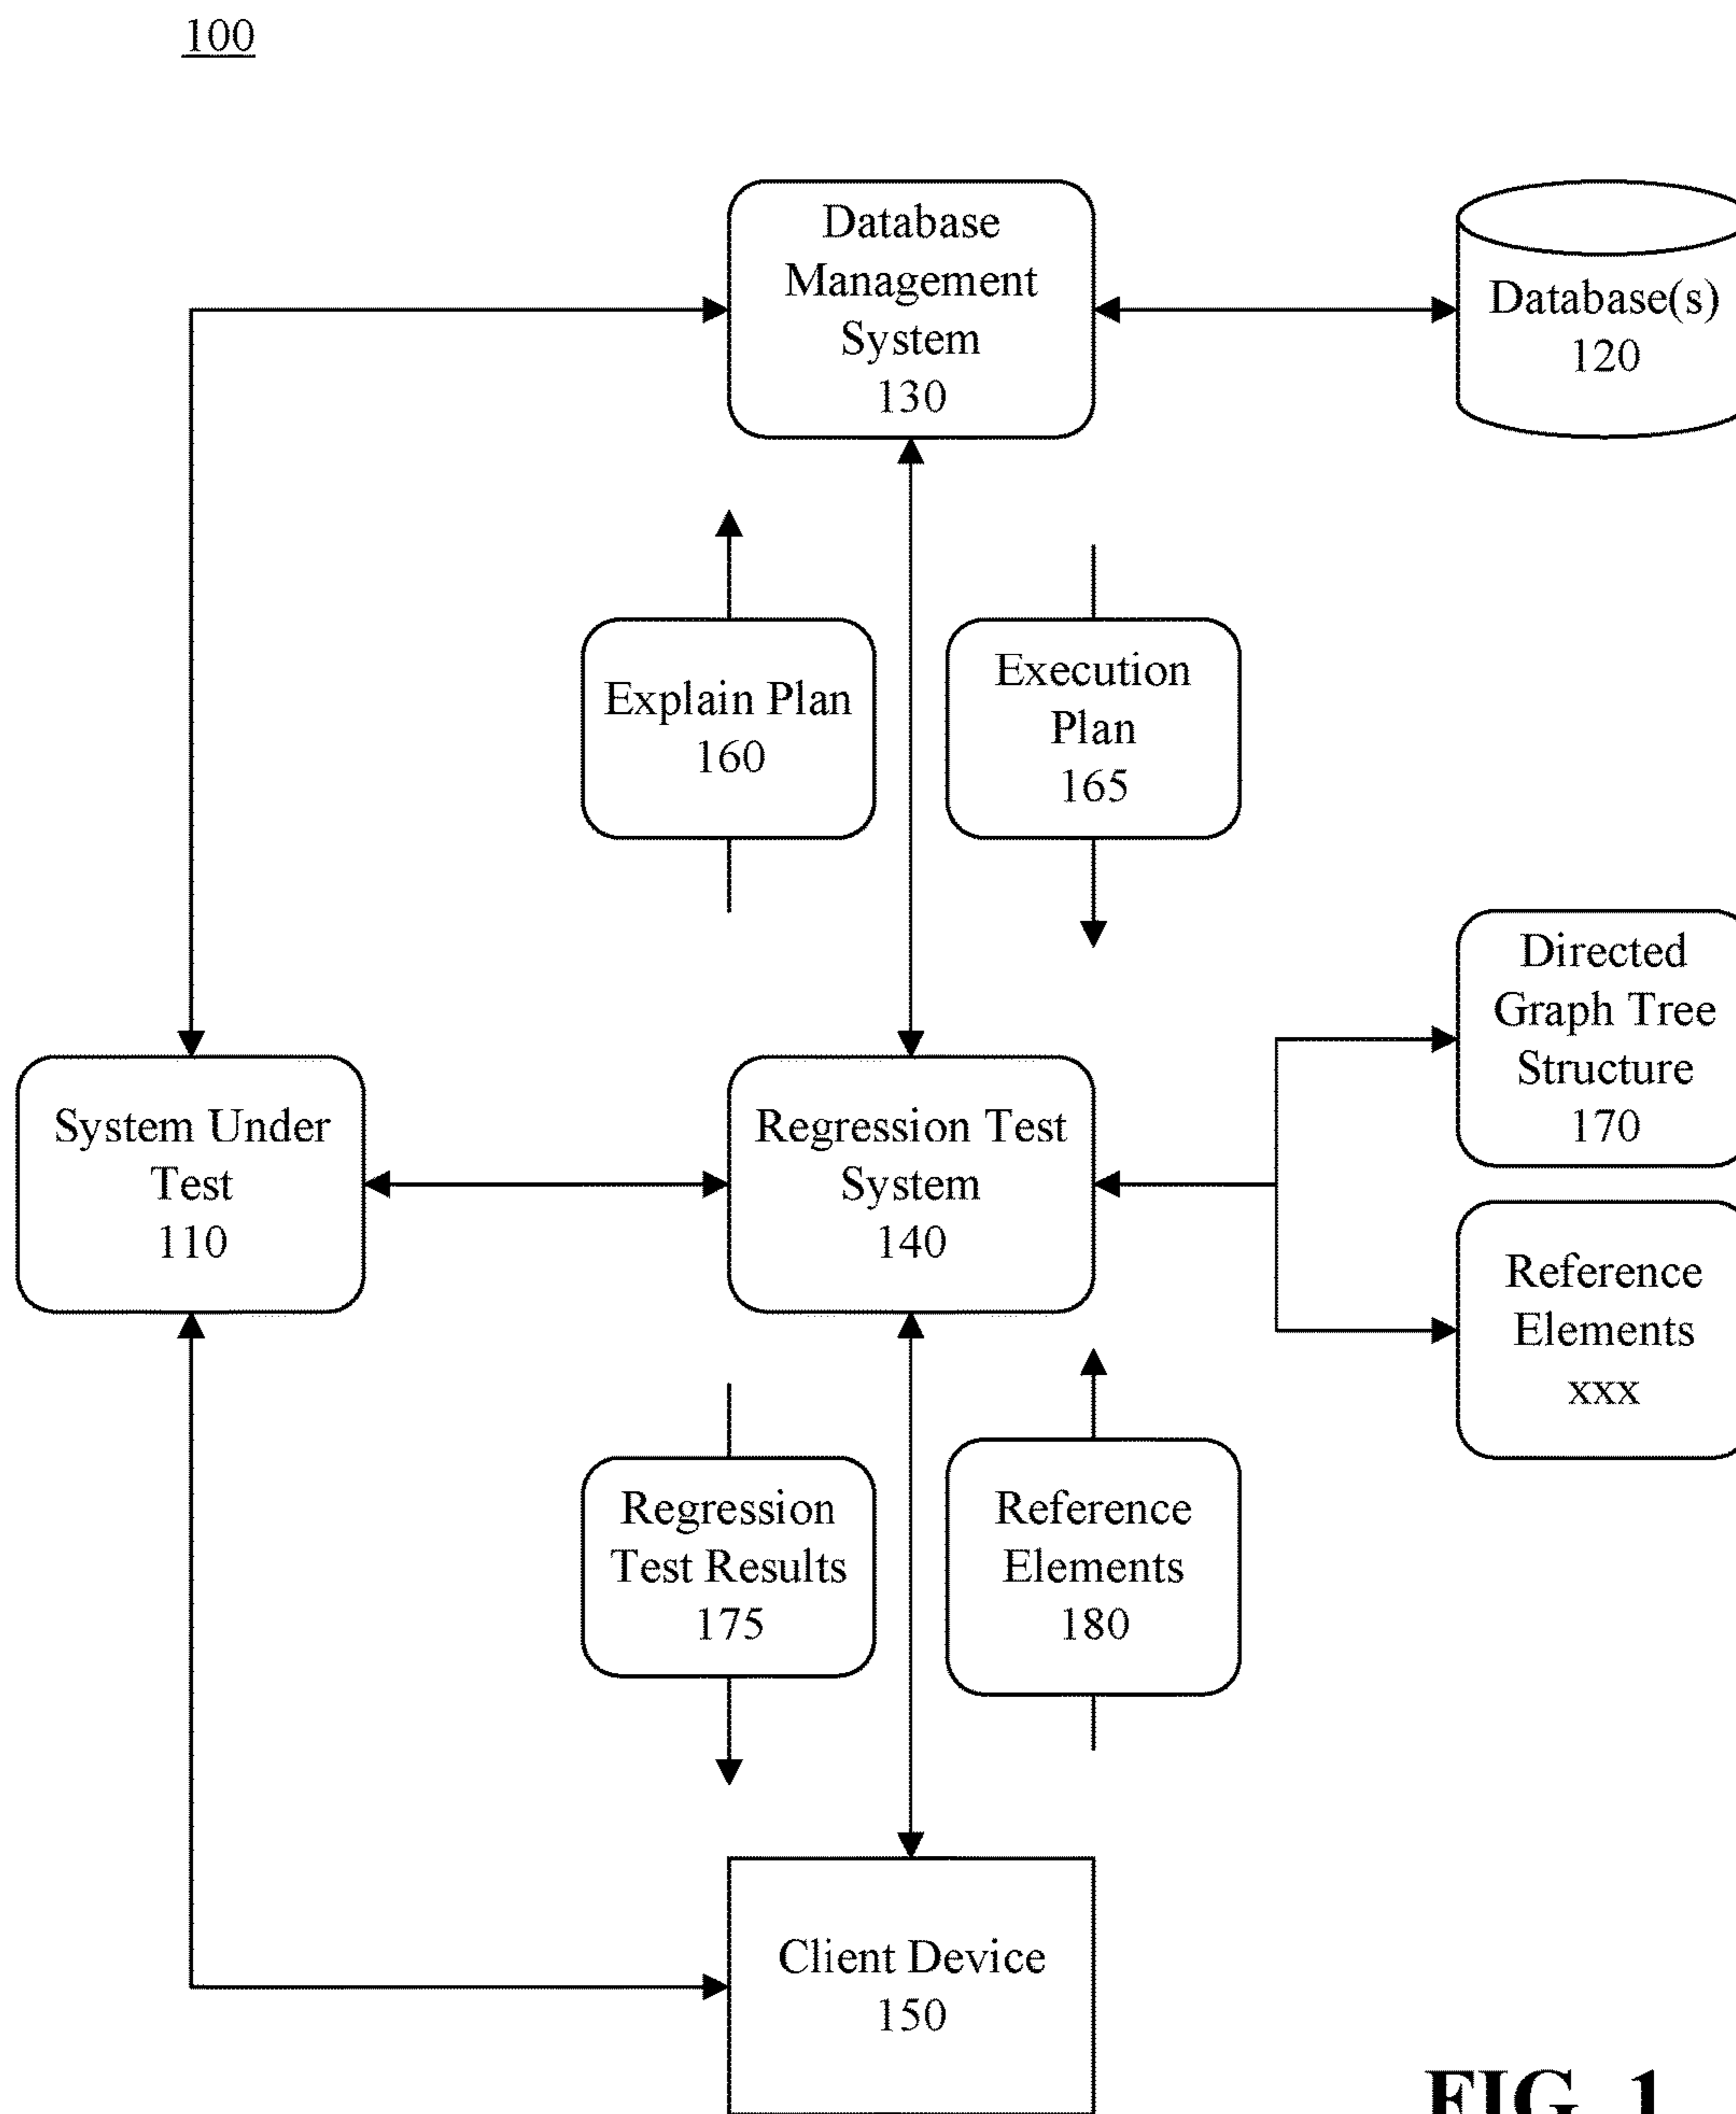 100
Database
Management
System
130
Database(s)
120
Explain Plan
160
Execution
Plan
165
Directed
Graph Tree
Structure
170
System Under
Test
110
Regression Test
System
140
Reference
Elements
xxx
Regression
Test Results
175
Reference
Elements
180
Client Device
150
FIG. 1